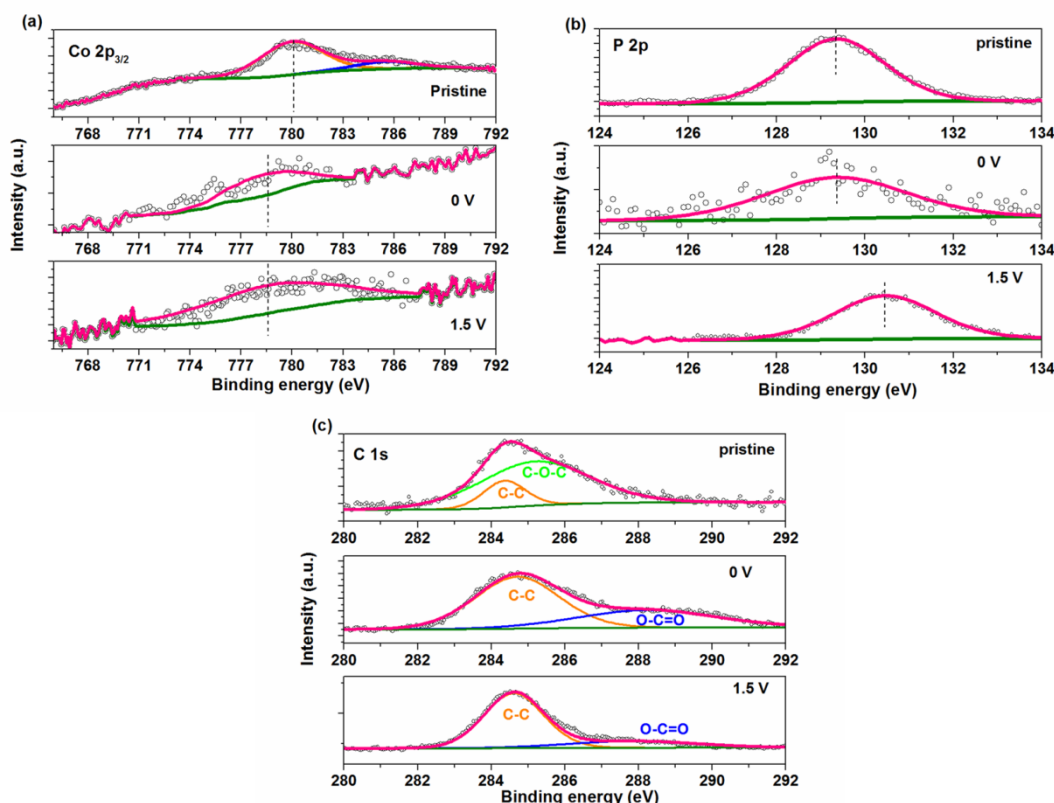 (a)
Co 2p3/2
Pristine
768 771 774 777 780 783 786 789 792
0 V
768 771 774 777 780 783 786 789 792
1.5 V
768 771 774 777 780 783 786 789 792
Binding energy (eV)
Intensity (a.u.)
(b)
P 2p
pristine
124 126 128 130 132 134
0 V
124 126 128 130 132 134
1.5 V
124 126 128 130 132 134
Binding energy (eV)
Intensity (a.u.)
(c)
C 1s
pristine
C-O-C
C-C
280 282 284 286 288 290 292
0 V
C-C
O-C=O
280 282 284 286 288 290 292
1.5 V
C-C
O-C=O
280 282 284 286 288 290 292
Binding energy (eV)
Intensity (a.u.)